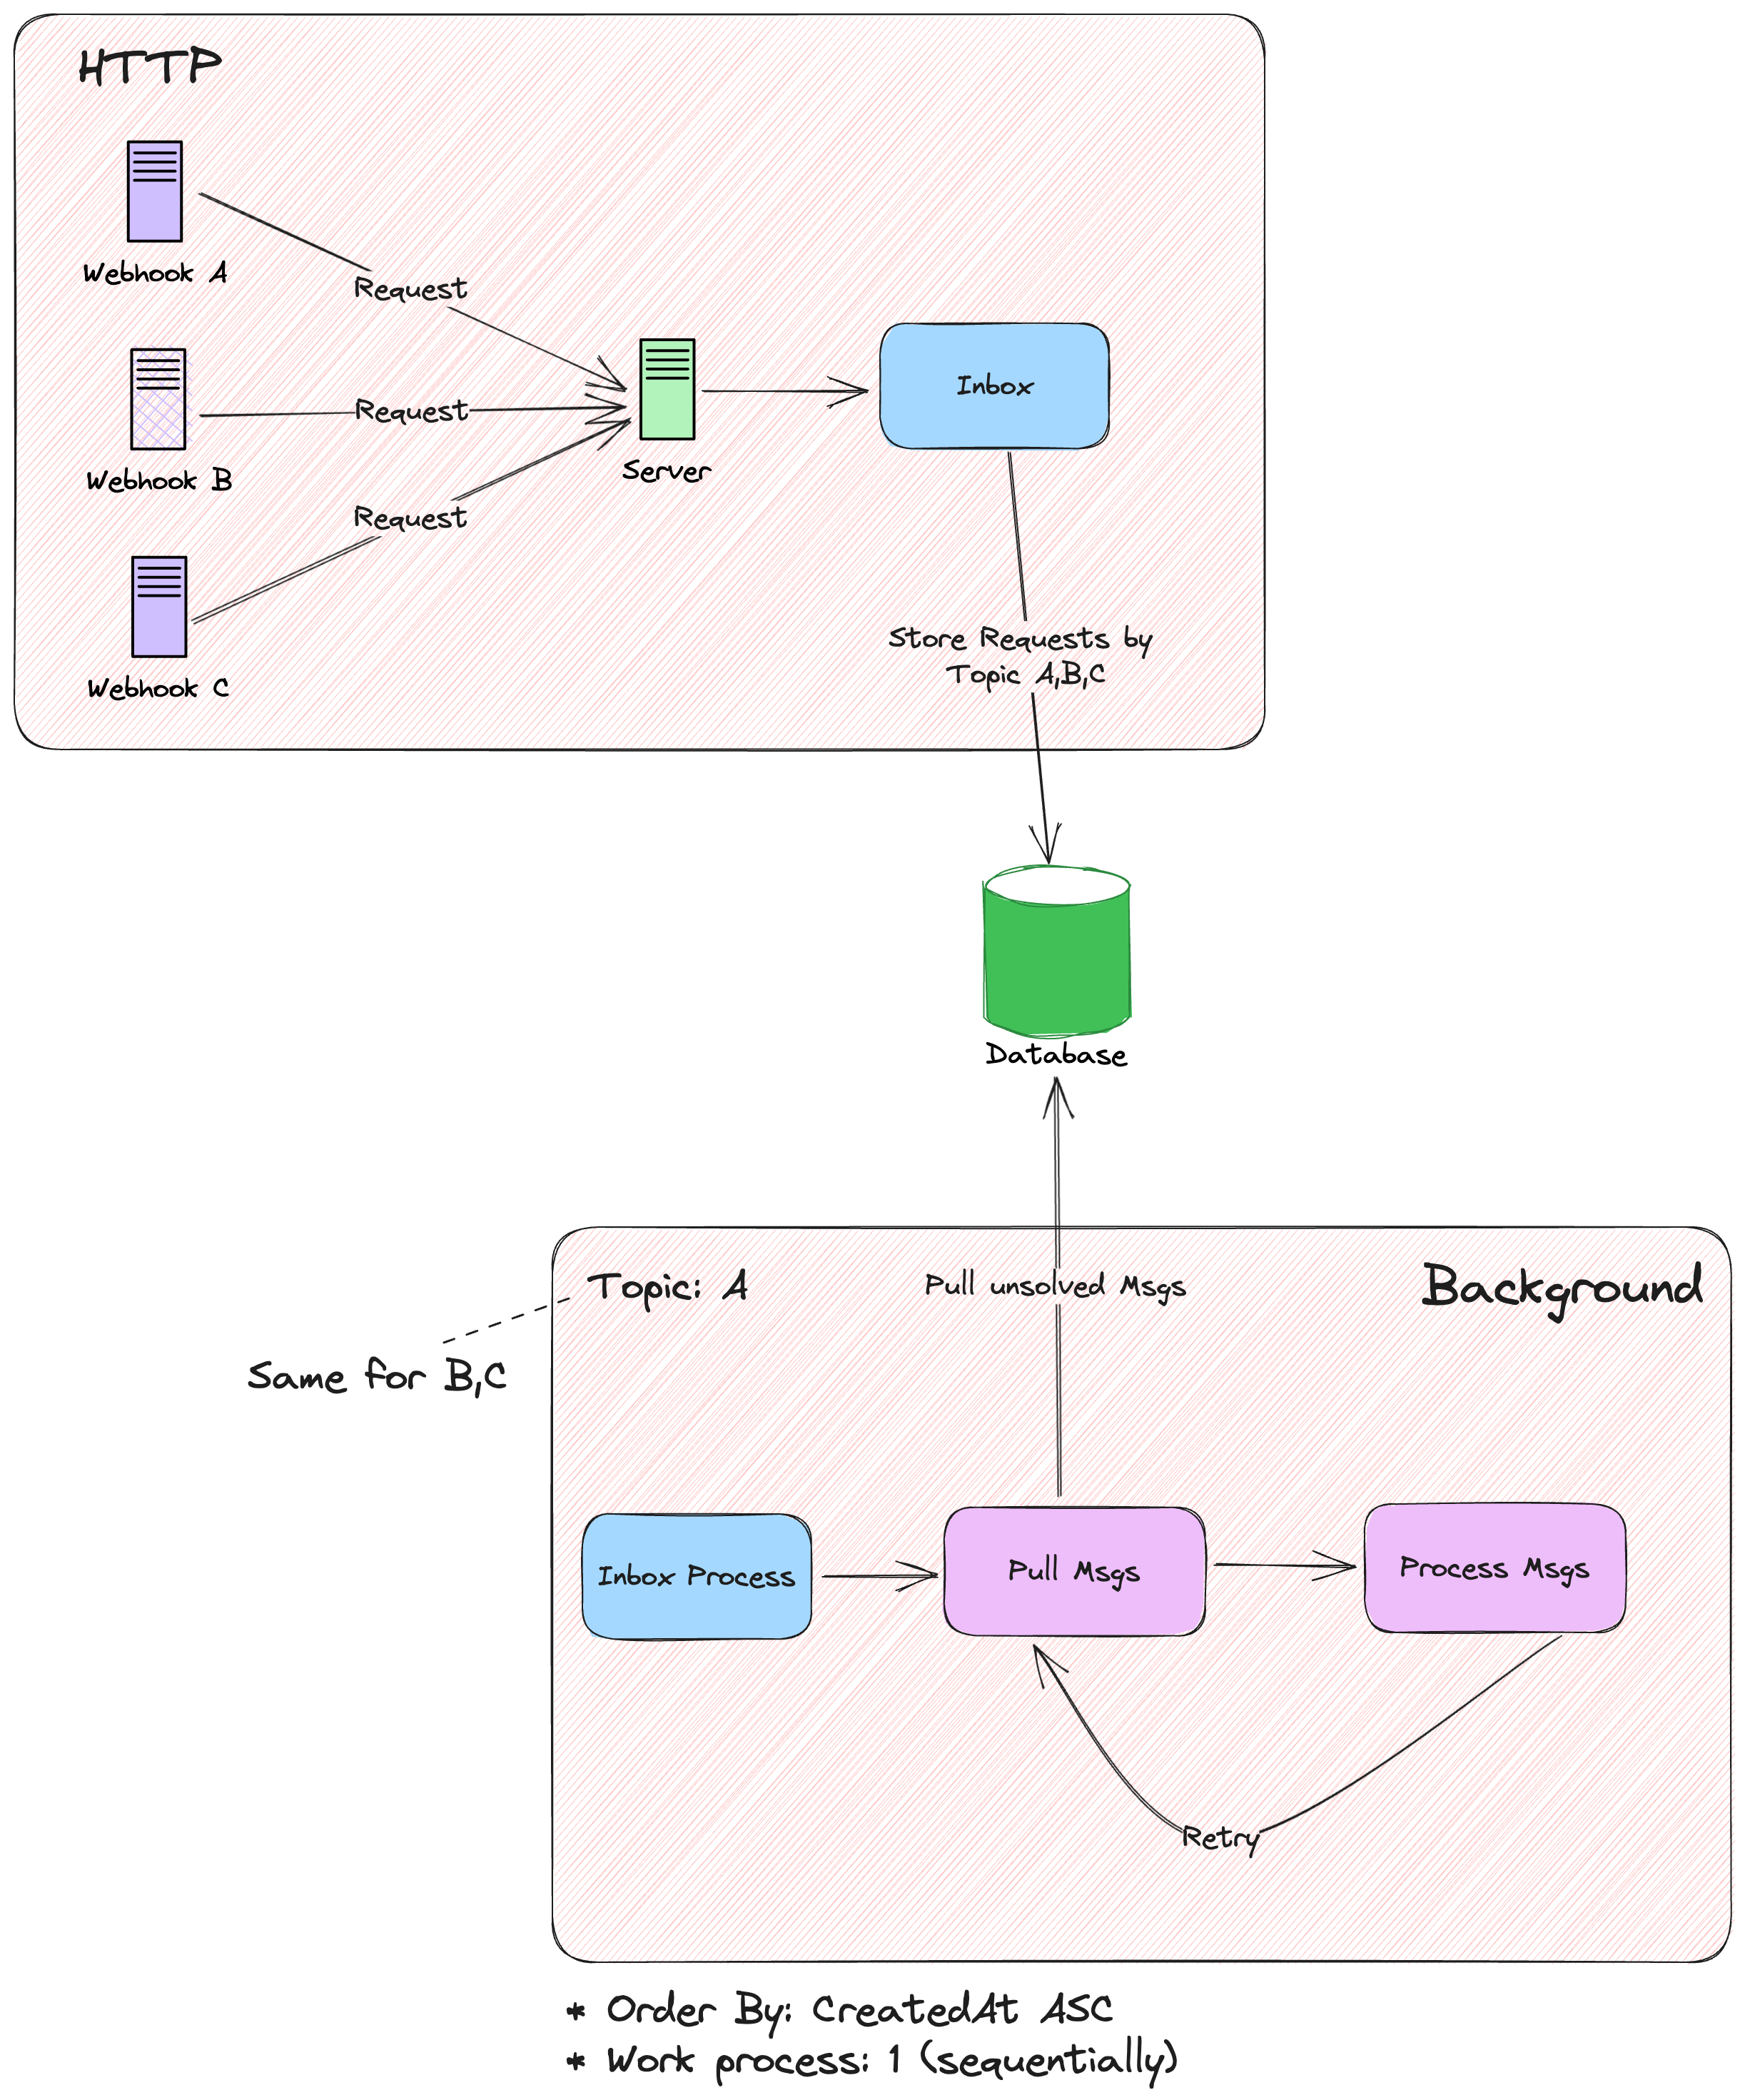 HTTP
Webhook A
Request
Webhook B
Request
Server
Inbox
Request
Webhook C
Store Requests by
Topic A,B,C
Database
Topic: A
Pull unsolved Msgs
Background
Same for B,C
Inbox Process
Pull Msgs
Process Msgs
Retry
* Order By: CreatedAt ASC
* Work process: 1 (sequentially)